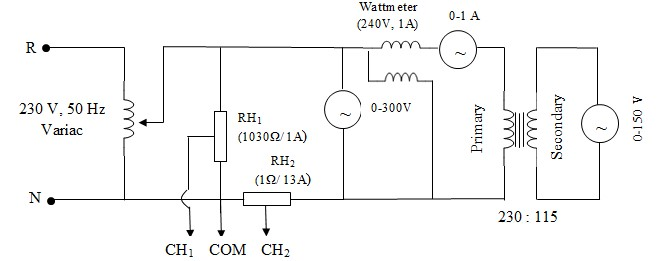 Wattmeter
(240V, 1A)
0-1 A
R
~
230 V, 50 Hz
Variac
RH1
(1030Ω/1A)
0-300V
~
Primary
Secondary
~
0-150 V
RH2
(1Ω/13A)
N
230 : 115
CH1 COM CH2